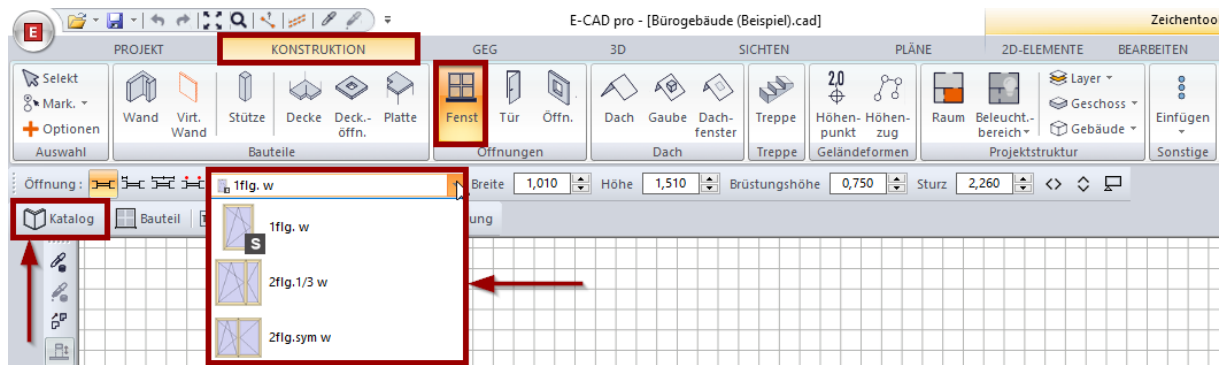 E-CAD pro - [Bürogebäude (Beispiel).cad]
Zeichentoo
E
PROJEKT KONSTRUKTION GEG 3D SICHTEN PLÄNE 2D-ELEMENTE BEARBEITEN
Selekt
Mark.
Optionen
Auswahl
Wand
Virt.
Wand
Stütze
Decke
Deck.-
öffn.
Platte
Bauteile
Fenst
Tür
Öffn.
Öffnungen
Dach
Gaube
Dach-
fenster
Dach
Treppe
Treppe
2,0
Höhen-
punkt
Höhen-
zug
Geländeformen
Raum
Beleucht.-
bereich
Layer
Geschoss
Gebäude
Projektstruktur
Einfügen
Sonstige
Öffnung: 1flg. w Breite 1,010 Höhe 1,510 Brüstungshöhe 0,750 Sturz 2,260
Katalog Bauteil ung
1flg. w
S
2flg.1/3 w
2flg.sym w